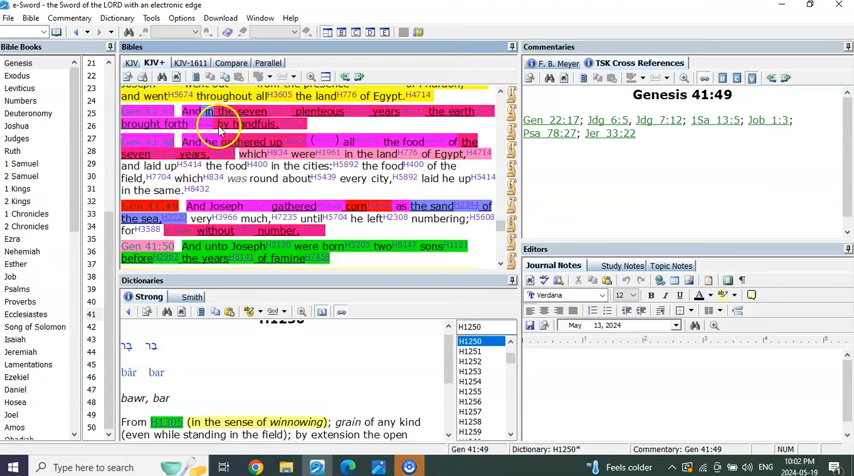 e-Sword - the Sword of the LORD with an electronic edge
File Bible Commentary Dictionary Tools Options Download Window Help
Bible Books
Genesis
Exodus
Leviticus
Numbers
Deuteronomy
Joshua
Judges
Ruth
1 Samuel
2 Samuel
1 Kings
2 Kings
1 Chronicles
2 Chronicles
Ezra
Nehemiah
Esther
Job
Psalms
Proverbs
Ecclesiastes
Song of Solomon
Isaiah
Jeremiah
Lamentations
Ezekiel
Daniel
Hosea
Joel
Amos
21
22
23
24
25
26
27
28
29
30
31
32
33
34
35
36
37
38
39
40
41
42
43
44
45
46
47
48
49
50
Bibles
KJV KJV+ KJV-1611 Compare Parallel
and went H5674 throughout all H3605 the land H776 of Egypt. H4714
And in the seven plenteous years the earth
brought forth by handfuls.
And he gathered up all the food of the
seven years, which H834 were H1961 in the land H776 of Egypt, H4714
and laid up H5414 the food H400 in the cities: H5892 the food H400 of the
field, H7704 which H834 was round about H5439 every city, H5892 laid he up H5414
in the same. H8432
Gen 41:49 And Joseph gathered corn as the sand of
the sea, H3220 very H3966 much, H7235 until H5704 he left H2308 numbering; H5608
for H3588 without number.
Gen 41:50 And unto Joseph H3130 were born H3205 two H8147 sons H1121
before H2962 the years H8141 of famine H7458
Dictionaries
Strong Smith
H1250
בָּר בַּר
bâr bar
bawr, bar
From H1305 (in the sense of winnowing); grain of any kind
(even while standing in the field); by extension the open
H1250
H1250
H1251
H1252
H1253
H1254
H1255
H1256
H1257
H1258
Commentaries
F. B. Meyer TSK Cross References
Genesis 41:49
Gen 22:17; Jdg 6:5; Jdg 7:12; 1Sa 13:5; Job 1:3;
Psa 78:27; Jer 33:22
Editors
Journal Notes Study Notes Topic Notes
Verdana 12 B I U A
May 13, 2024
Gen 41:49 Dictionary: H1250* Commentary: Gen 41:49 NUM
Type here to search
Feels colder
ENG
10:02 PM
2024-05-19